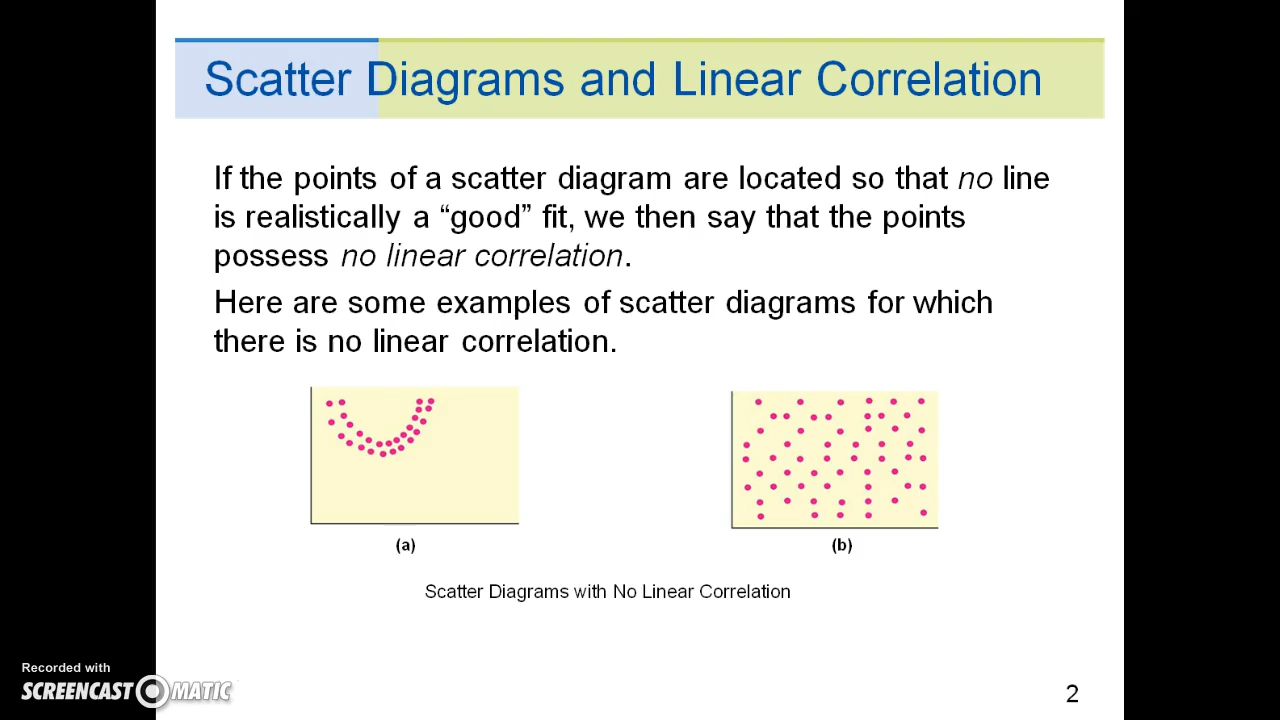 Scatter Diagrams and Linear Correlation
If the points of a scatter diagram are located so that no line
is realistically a “good” fit, we then say that the points
possess no linear correlation.
Here are some examples of scatter diagrams for which
there is no linear correlation.
(a)
(b)
Scatter Diagrams with No Linear Correlation
Recorded with
SCREENCAST MATIC
2